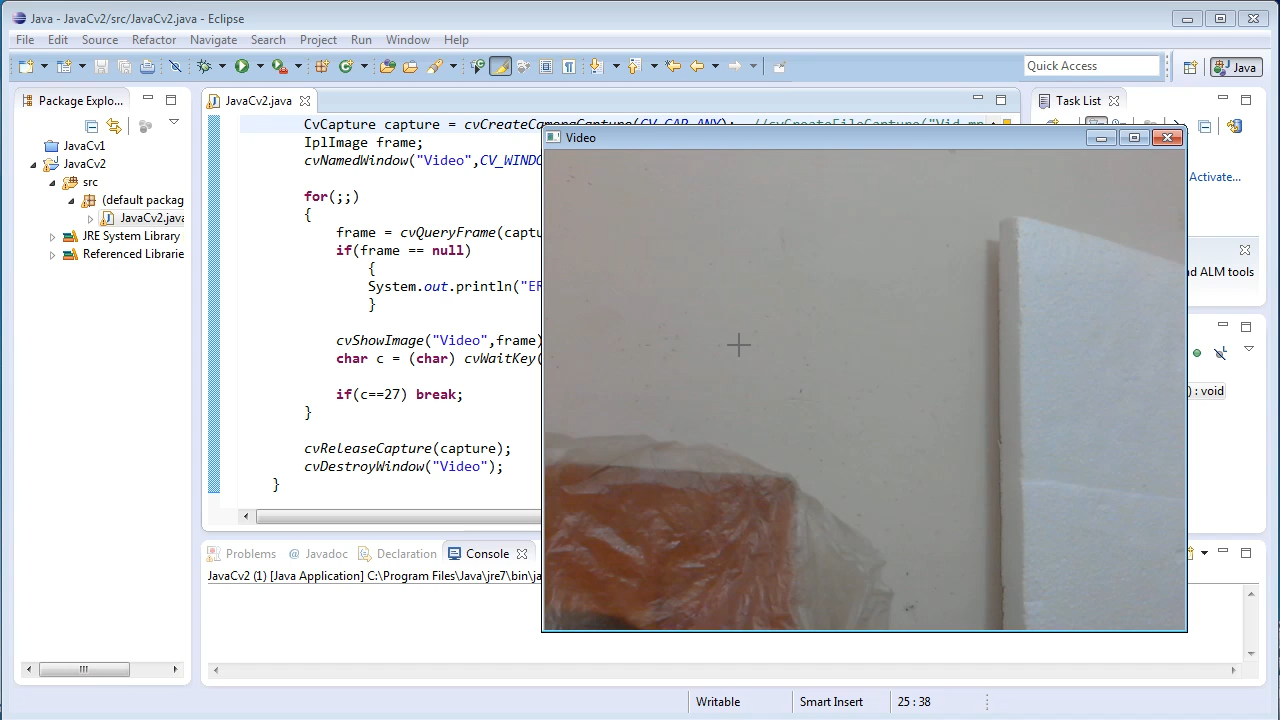 Java - JavaCv2/src/JavaCv2.java - Eclipse
File Edit Source Refactor Navigate Search Project Run Window Help
Quick Access
Java
Package Explo...
JavaCv2.java
Task List
JavaCv1
JavaCv2
src
(default packag
JavaCv2.java
JRE System Library
Referenced Librarie
CvCapture capture = cvCreateCameraCapture(CV_CAP_ANY); //cvCreateFileCapture("Vid.mp
IplImage frame;
cvNamedWindow("Video",CV_WINDO
for(;;)
{
frame = cvQueryFrame(captu
if(frame == null)
{
System.out.println("ER
}
cvShowImage("Video",frame)
char c = (char) cvWaitKey(
if(c==27) break;
}
cvReleaseCapture(capture);
cvDestroyWindow("Video");
}
Video
Activate...
d ALM tools
) : void
Problems
Javadoc
Declaration
Console
JavaCv2 (1) [Java Application] C:\Program Files\Java\jre7\bin\ja
Writable
Smart Insert
25 : 38